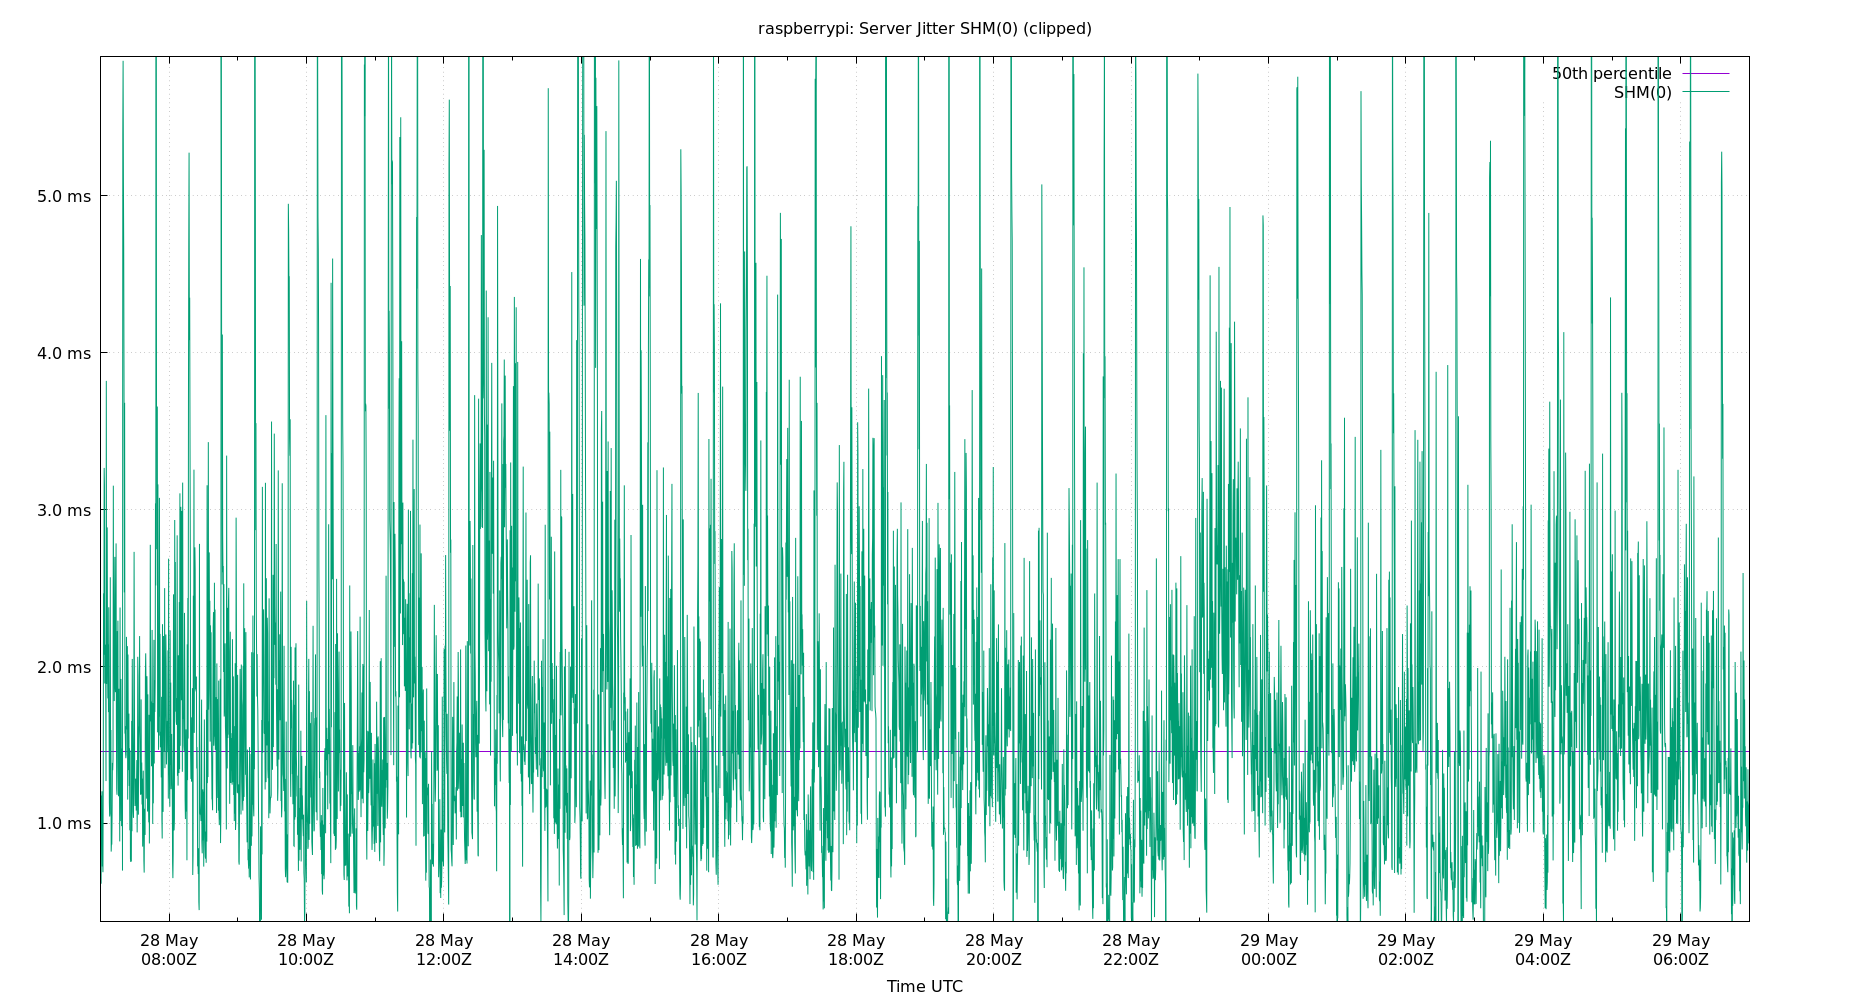 raspberrypi: Server Jitter SHM(0) (clipped)
50th percentile
SHM(0)
5.0 ms
4.0 ms
3.0 ms
2.0 ms
1.0 ms
28 May 28 May 28 May 28 May 28 May 28 May 28 May 28 May 29 May 29 May 29 May 29 May
08:00Z 10:00Z 12:00Z 14:00Z 16:00Z 18:00Z 20:00Z 22:00Z 00:00Z 02:00Z 04:00Z 06:00Z
Time UTC